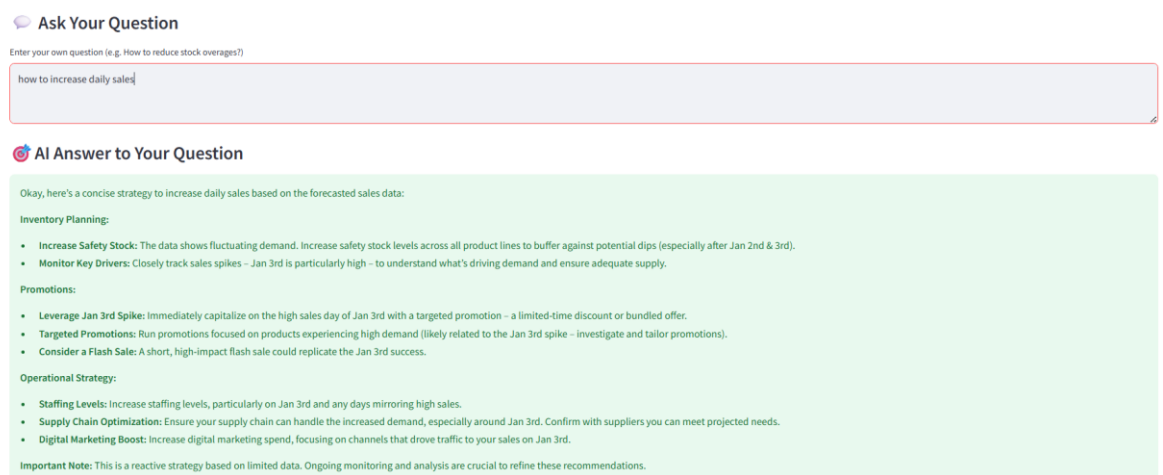 Ask Your Question
Enter your own question (e.g. How to reduce stock overages?)
how to increase daily sales
AI Answer to Your Question
Okay, here's a concise strategy to increase daily sales based on the forecasted sales data:
Inventory Planning:
• Increase Safety Stock: The data shows fluctuating demand. Increase safety stock levels across all product lines to buffer against potential dips (especially after Jan 2nd & 3rd).
• Monitor Key Drivers: Closely track sales spikes – Jan 3rd is particularly high – to understand what's driving demand and ensure adequate supply.
Promotions:
• Leverage Jan 3rd Spike: Immediately capitalize on the high sales day of Jan 3rd with a targeted promotion – a limited-time discount or bundled offer.
• Targeted Promotions: Run promotions focused on products experiencing high demand (likely related to the Jan 3rd spike – investigate and tailor promotions).
• Consider a Flash Sale: A short, high-impact flash sale could replicate the Jan 3rd success.
Operational Strategy:
• Staffing Levels: Increase staffing levels, particularly on Jan 3rd and any days mirroring high sales.
• Supply Chain Optimization: Ensure your supply chain can handle the increased demand, especially around Jan 3rd. Confirm with suppliers you can meet projected needs.
• Digital Marketing Boost: Increase digital marketing spend, focusing on channels that drove traffic to your sales on Jan 3rd.
Important Note: This is a reactive strategy based on limited data. Ongoing monitoring and analysis are crucial to refine these recommendations.